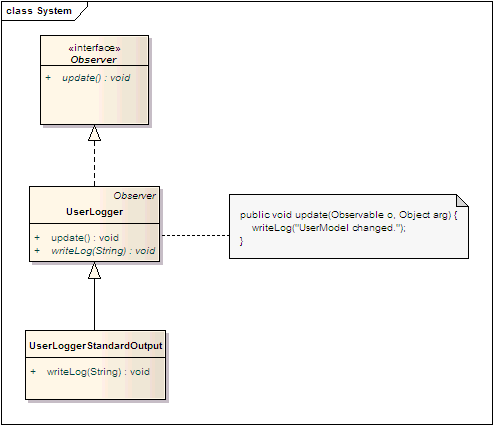 class System
«interface»
Observer
+ update() : void
Observer
UserLogger
+ update() : void
+ writeLog(String) : void
public void update(Observable o, Object arg) {
writeLog("UserModel changed.");
}
UserLoggerStandardOutput
+ writeLog(String) : void